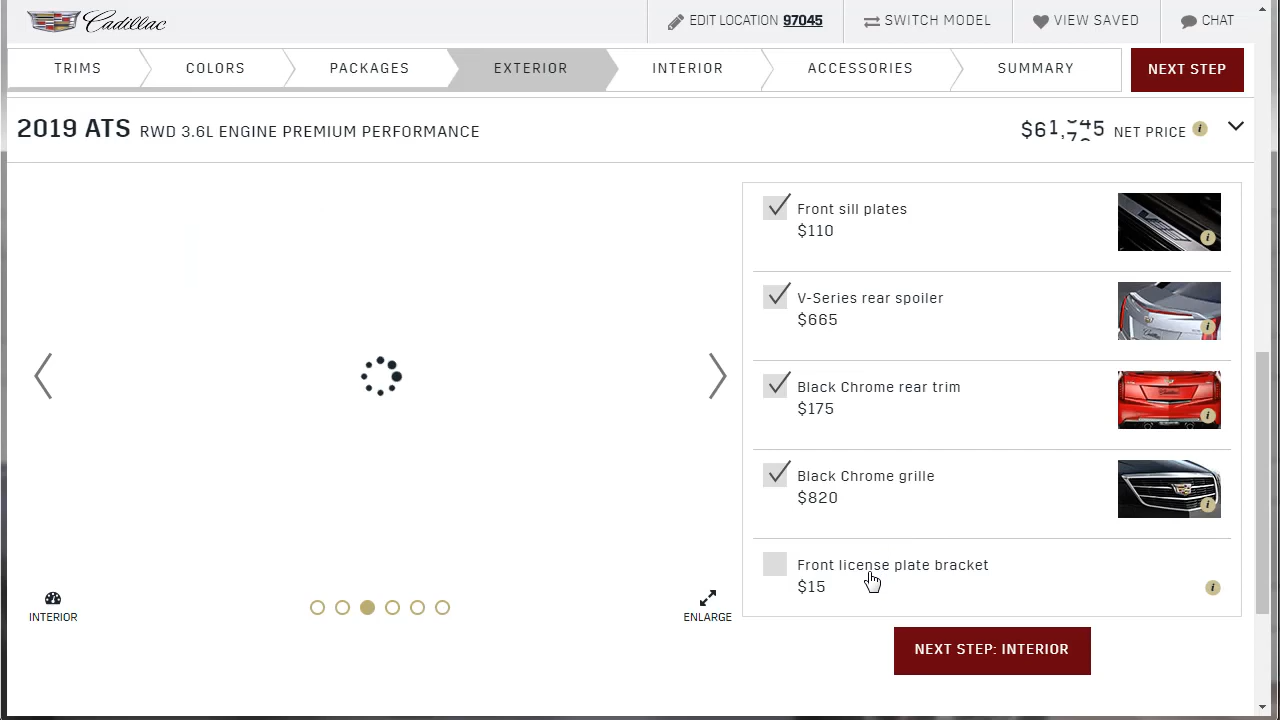 Cadillac
EDIT LOCATION 97045
SWITCH MODEL
VIEW SAVED
CHAT
TRIMS
COLORS
PACKAGES
EXTERIOR
INTERIOR
ACCESSORIES
SUMMARY
NEXT STEP
2019 ATS RWD 3.6L ENGINE PREMIUM PERFORMANCE
NET PRICE i
Front sill plates
$110
i
V-Series rear spoiler
$665
i
Black Chrome rear trim
$175
i
Black Chrome grille
$820
i
Front license plate bracket
$15
i
INTERIOR
ENLARGE
NEXT STEP: INTERIOR